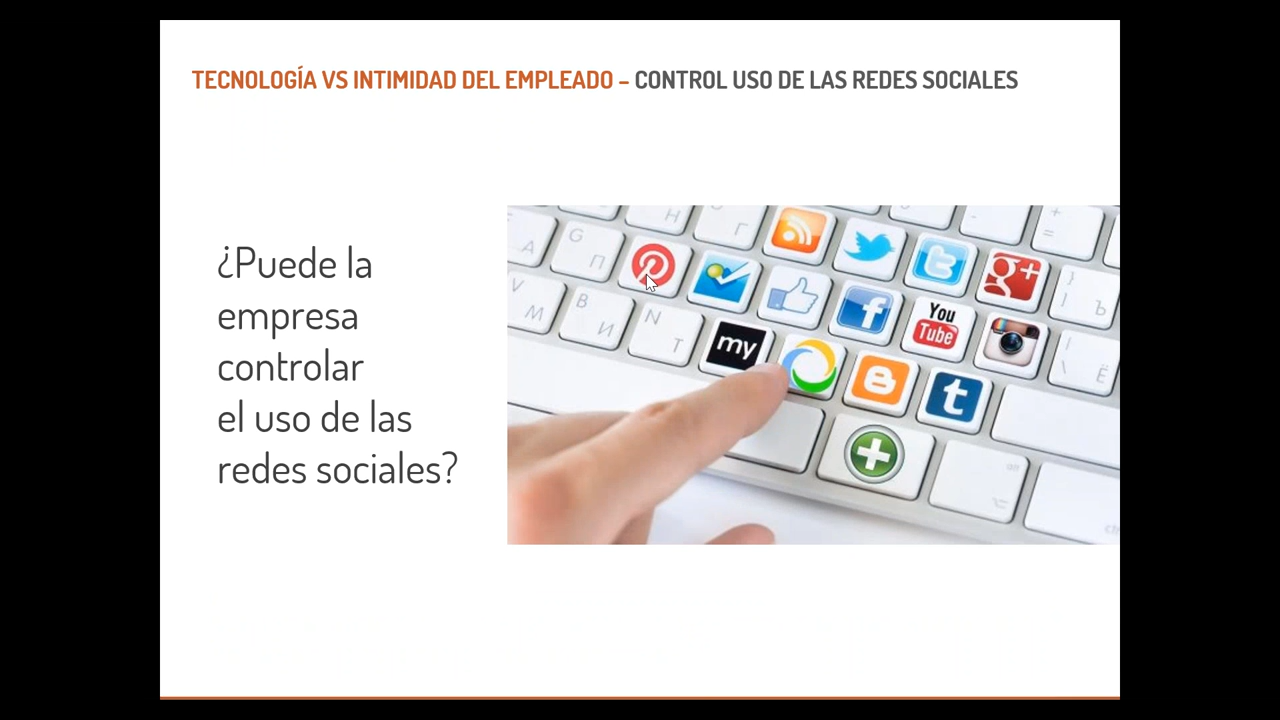 TECNOLOGÍA VS INTIMIDAD DEL EMPLEADO – CONTROL USO DE LAS REDES SOCIALES
¿Puede la
empresa
controlar
el uso de las
redes sociales?
G
П
А
Н
Г
V
М
B
И
N
Т
my
You
Tube
g+
f
t
+
=
}
Ъ
Ё
alt